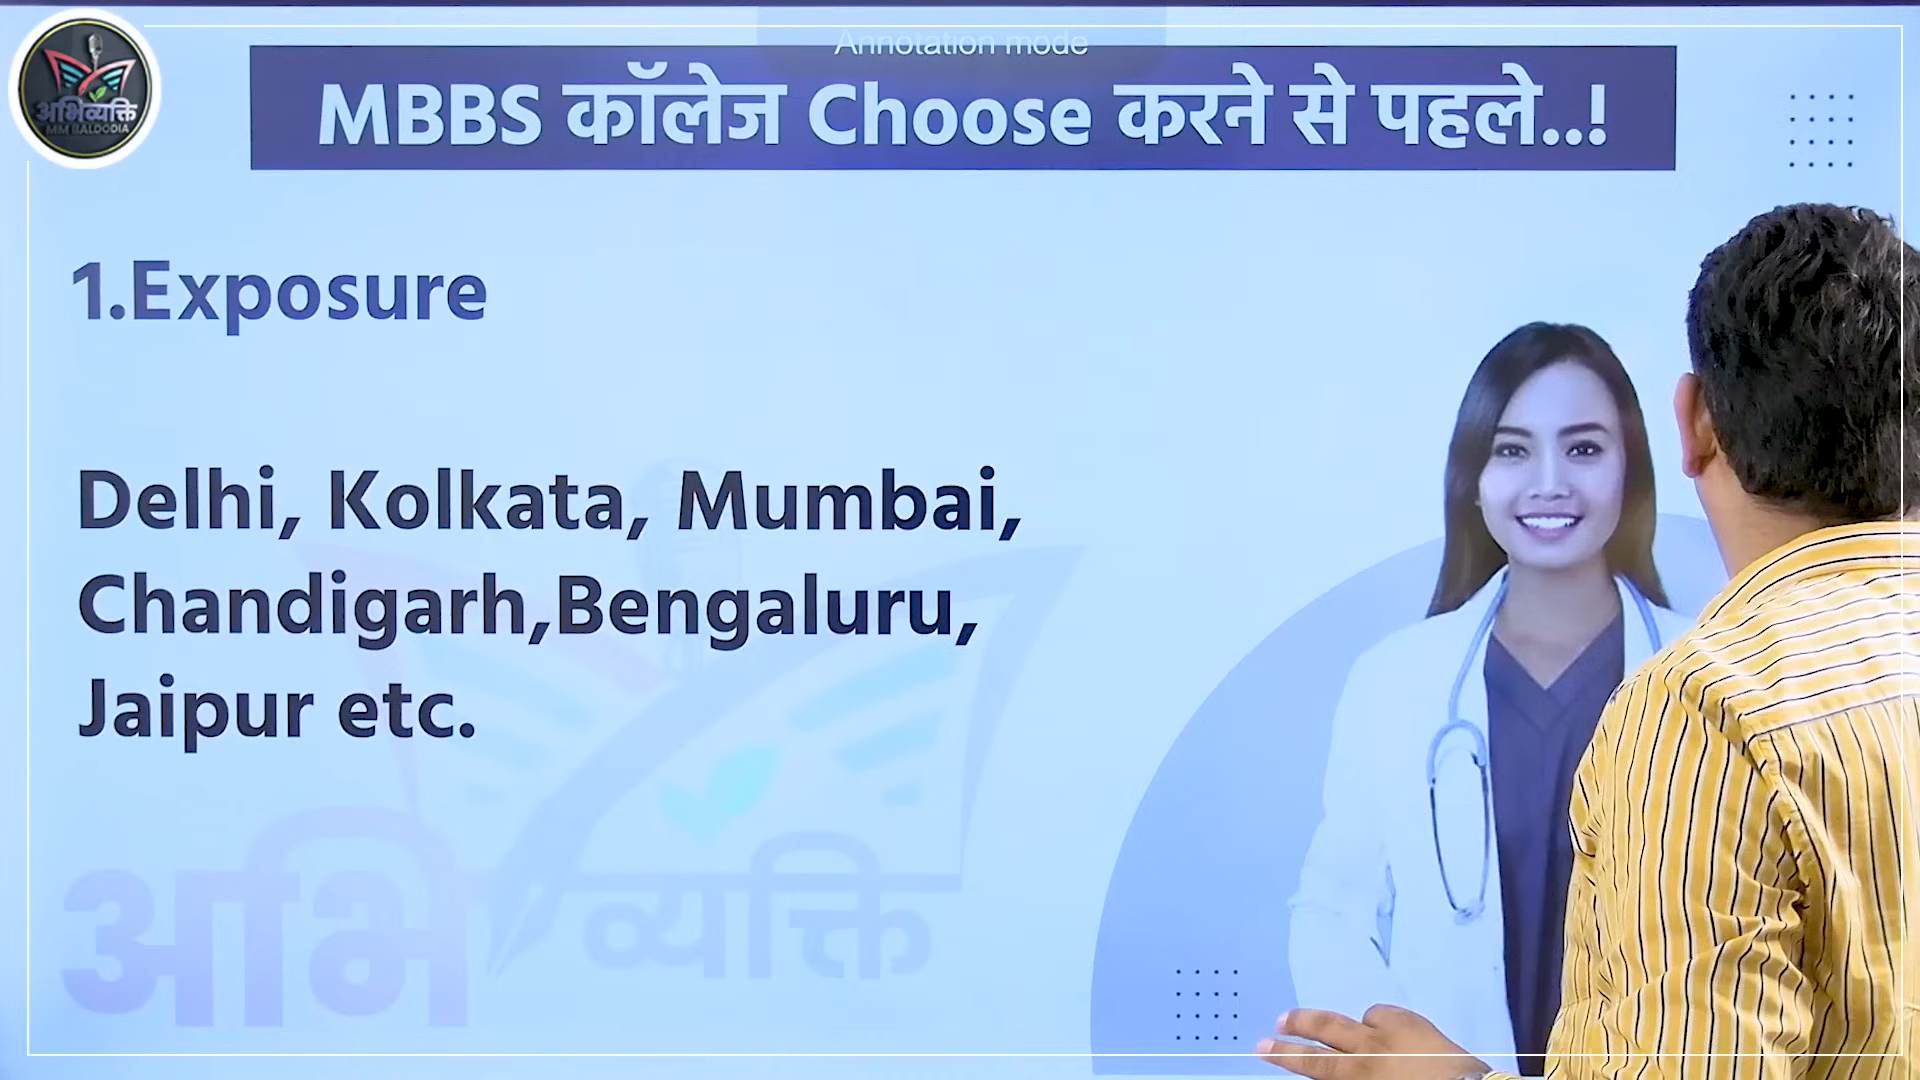 Annotation mode
अभिव्यक्ति
MM BALDODIA
MBBS कॉलेज Choose करने से पहले..!
1.Exposure
Delhi, Kolkata, Mumbai,
Chandigarh,Bengaluru,
Jaipur etc.
अभि
व्यक्ति